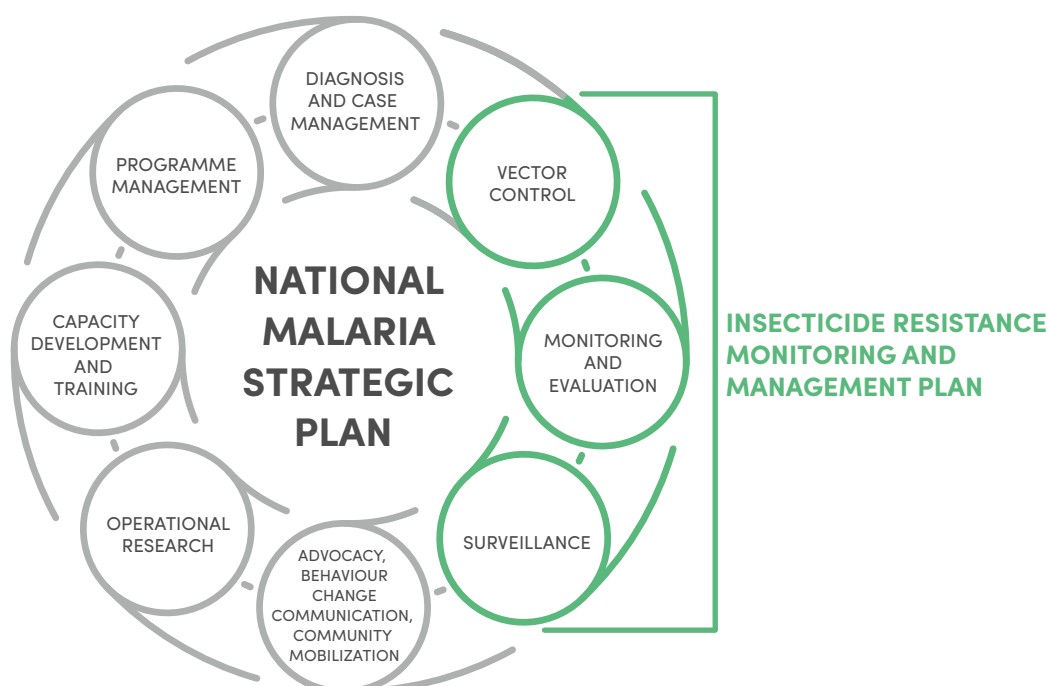 DIAGNOSIS
AND CASE
MANAGEMENT
VECTOR
CONTROL
MONITORING
AND
EVALUATION
SURVEILLANCE
ADVOCACY,
BEHAVIOUR
CHANGE
COMMUNICATION,
COMMUNITY
MOBILIZATION
OPERATIONAL
RESEARCH
CAPACITY
DEVELOPMENT
AND
TRAINING
PROGRAMME
MANAGEMENT
NATIONAL
MALARIA
STRATEGIC
PLAN
INSECTICIDE RESISTANCE
MONITORING AND
MANAGEMENT PLAN